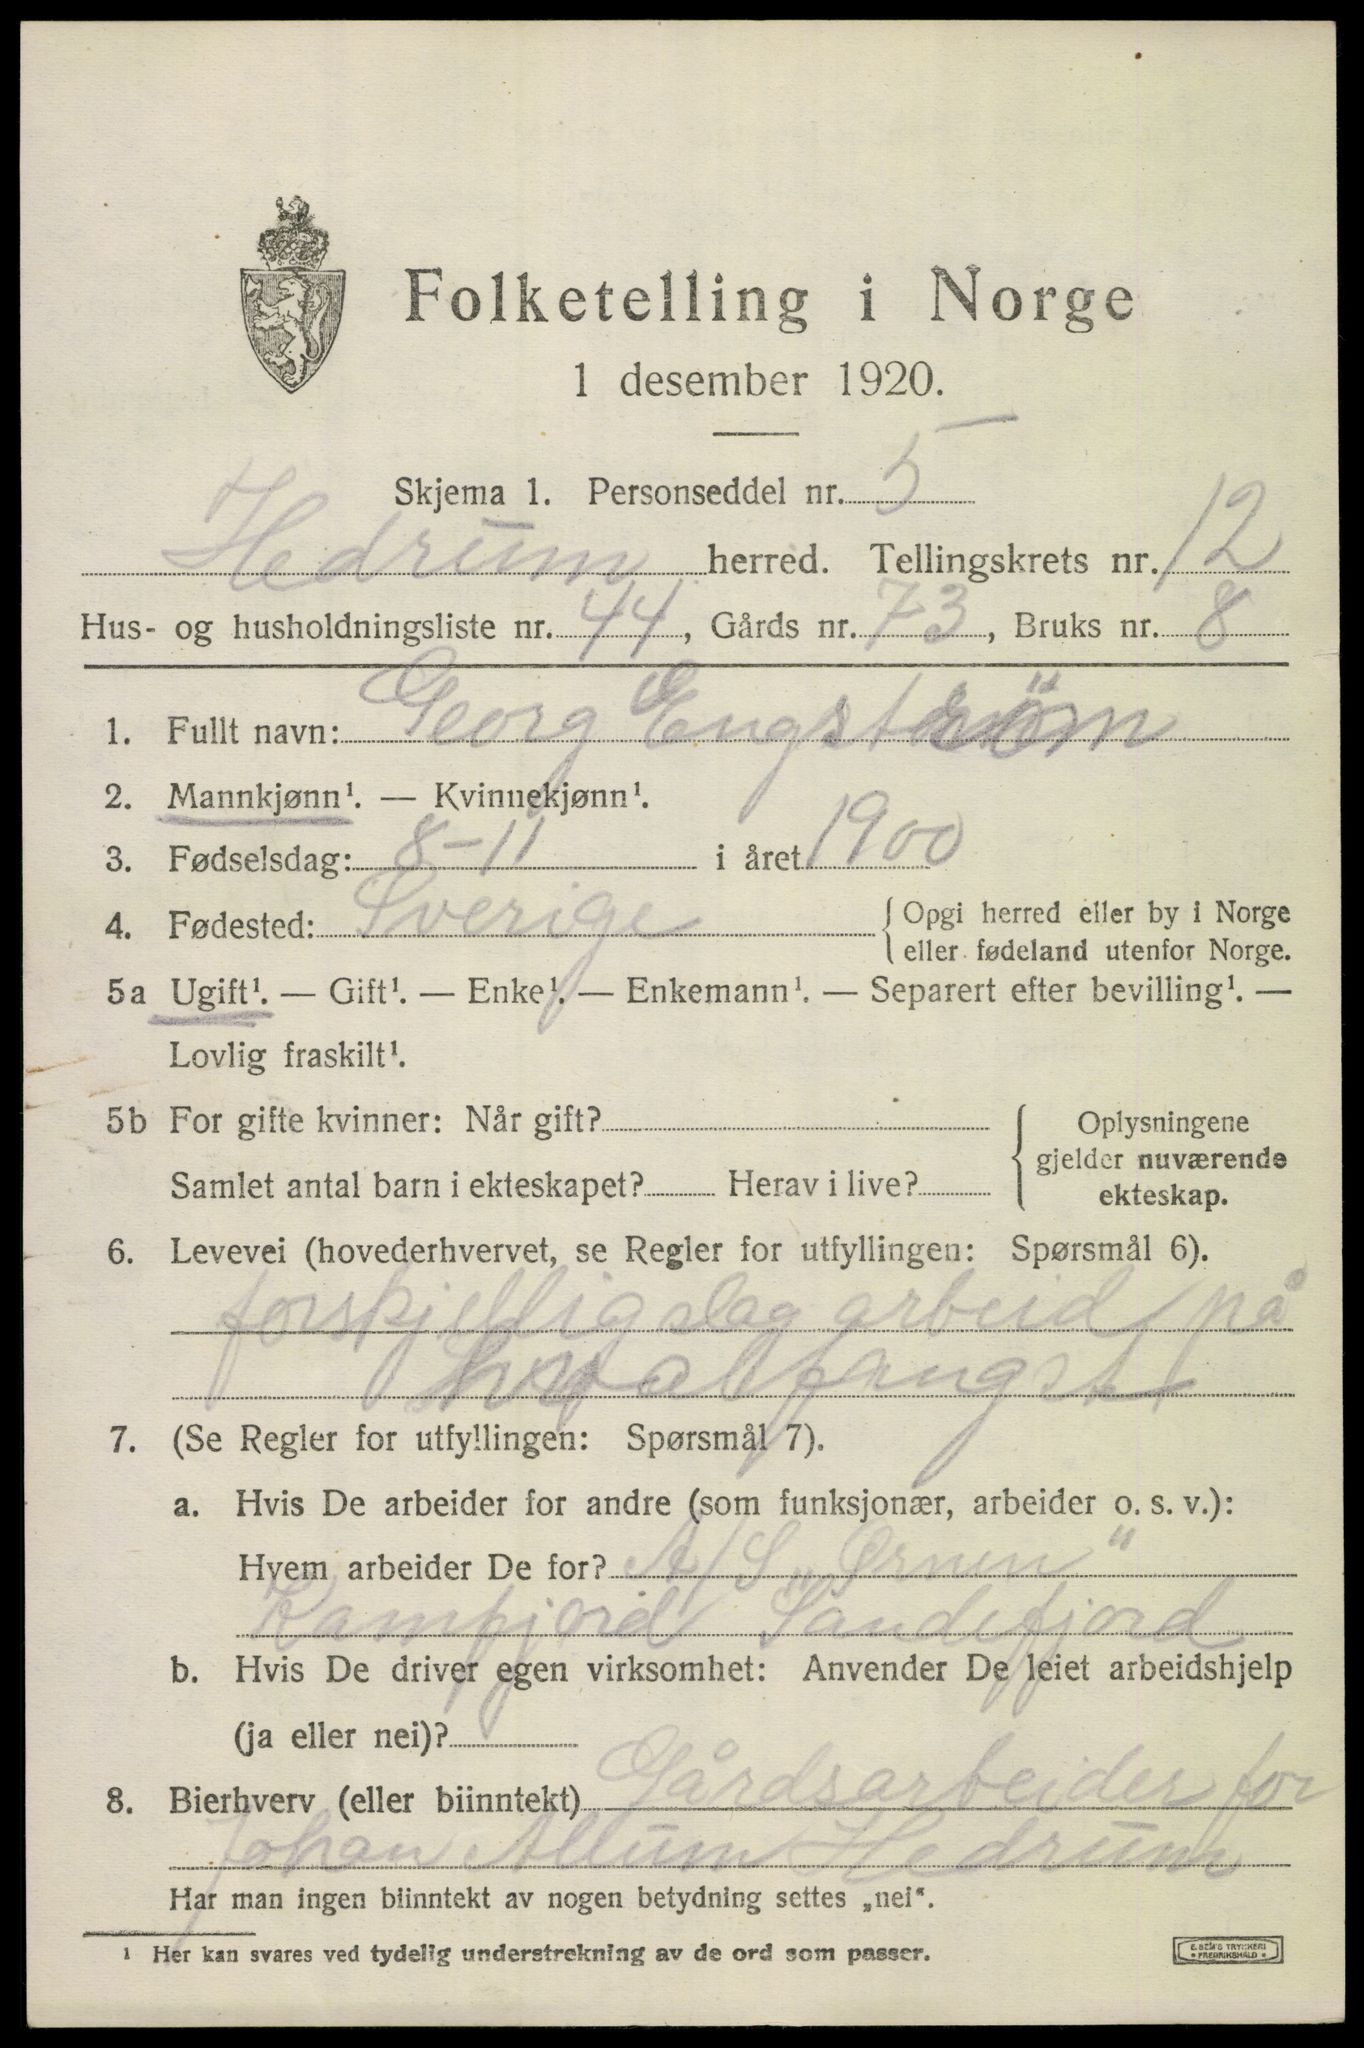 Folketelling i Norge
1 desember 1920.
Skjema 1. Personseddel nr. 5
Hedrum herred. Tellingskrets nr. 12
Hus- og husholdningsliste nr. 44, Gårds nr. 73, Bruks nr. 8
1. Fullt navn: Georg Engström
2. Mannkjønn¹. — Kvinnekjønn¹.
3. Fødselsdag: 8-11 i året 1900
4. Fødested: Sverige { Opgi herred eller by i Norge
eller fødeland utenfor Norge.
5a Ugift¹. — Gift¹. — Enke¹. — Enkemann¹. — Separert efter bevilling¹. —
Lovlig fraskilt¹.
5b For gifte kvinner: Når gift?
Samlet antal barn i ekteskapet? Herav i live?
{ Oplysningene
gjelder nuværende
ekteskap.
6. Levevei (hovederhvervet, se Regler for utfyllingen: Spørsmål 6).
forskjellig slag arbeid på
hvalfangst
7. (Se Regler for utfyllingen: Spørsmål 7).
a. Hvis De arbeider for andre (som funksjonær, arbeider o. s. v.):
Hvem arbeider De for? A/S „Ørnen"
Sandefjord
b. Hvis De driver egen virksomhet: Anvender De leiet arbeidshjelp
(ja eller nei)?
8. Bierhverv (eller biinntekt) Gårdsarbeider for
Johan Allum Hedrum
Har man ingen biinntekt av nogen betydning settes „nei".
¹ Her kan svares ved tydelig understrekning av de ord som passer.
E. SEM'S TRYKKERI
• FREDRIKSHALD •